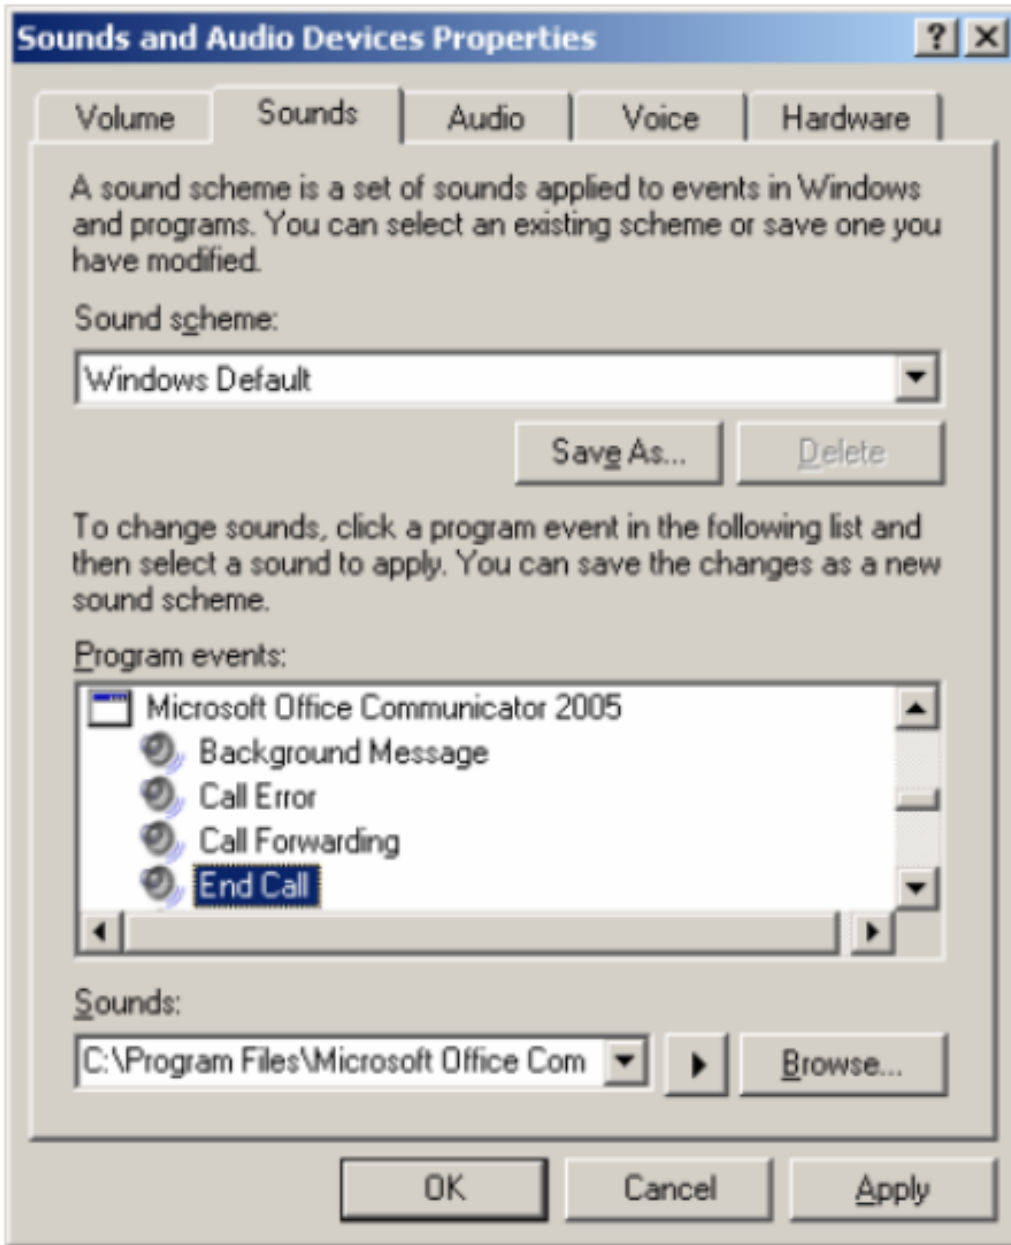 Sounds and Audio Devices Properties
Volume
Sounds
Audio
Voice
Hardware
A sound scheme is a set of sounds applied to events in Windows
and programs. You can select an existing scheme or save one you
have modified.
Sound scheme:
Windows Default
Save As...
Delete
To change sounds, click a program event in the following list and
then select a sound to apply. You can save the changes as a new
sound scheme.
Program events:
Microsoft Office Communicator 2005
Background Message
Call Error
Call Forwarding
End Call
Sounds:
C:\Program Files\Microsoft Office Com
Browse...
OK
Cancel
Apply